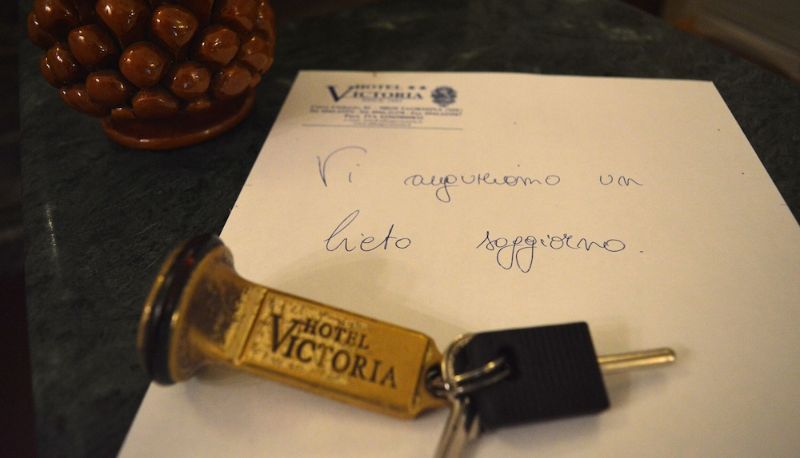 HOTEL ★★
VICTORIA
Vi auguriamo un
lieto soggiorno.
HOTEL
VICTORIA